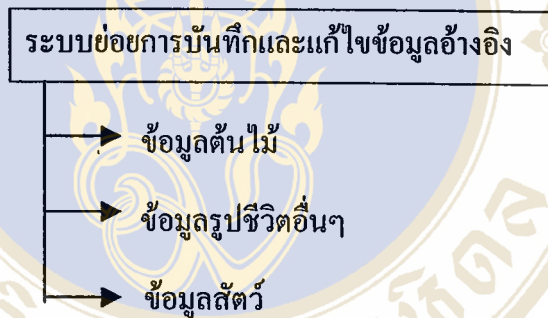 ระบบย่อยการบันทึกและแก้ไขข้อมูลอ้างอิง
ข้อมูลต้นไม้
ข้อมูลรูปชีวิตอื่นๆ
ข้อมูลสัตว์